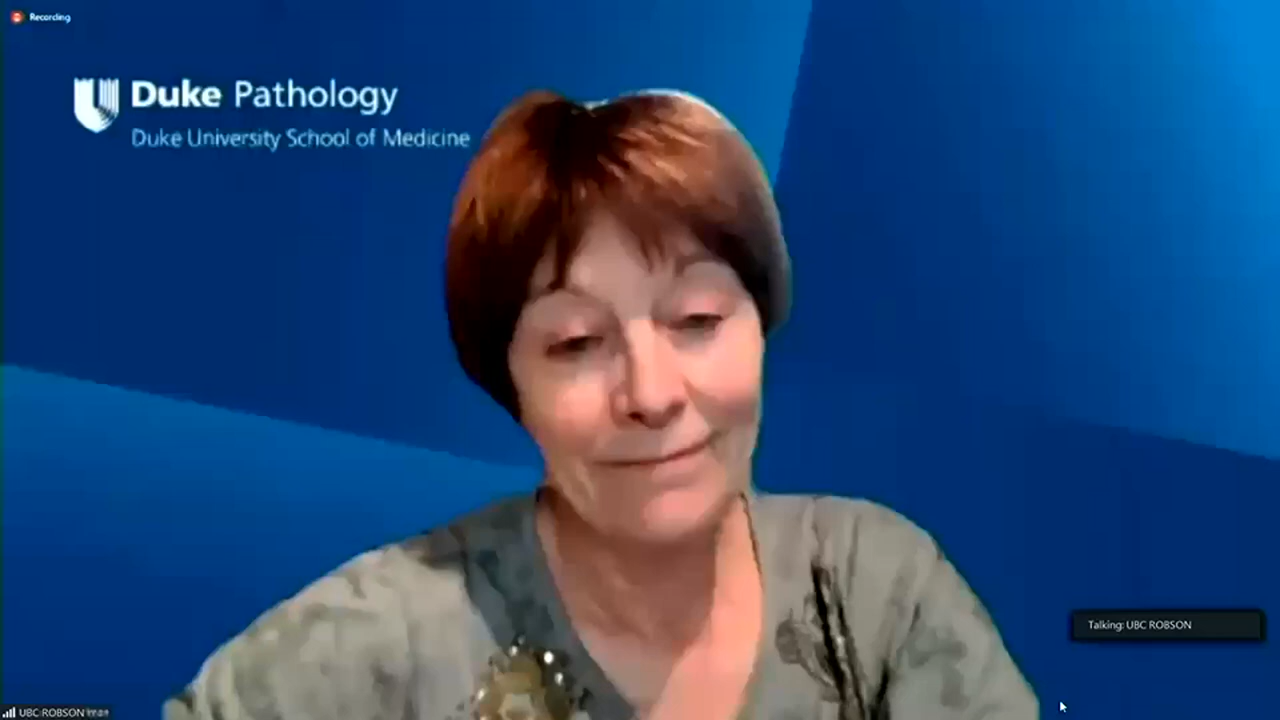 Recording
Duke Pathology
Duke University School of Medicine
Talking: UBC ROBSON
UBC ROBSON